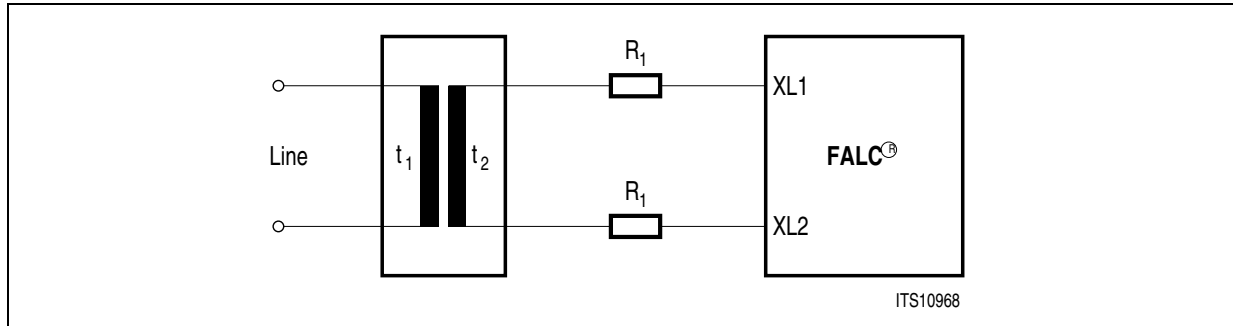 R1
XL1
Line
t1
t2
FALC®
R1
XL2
ITS10968